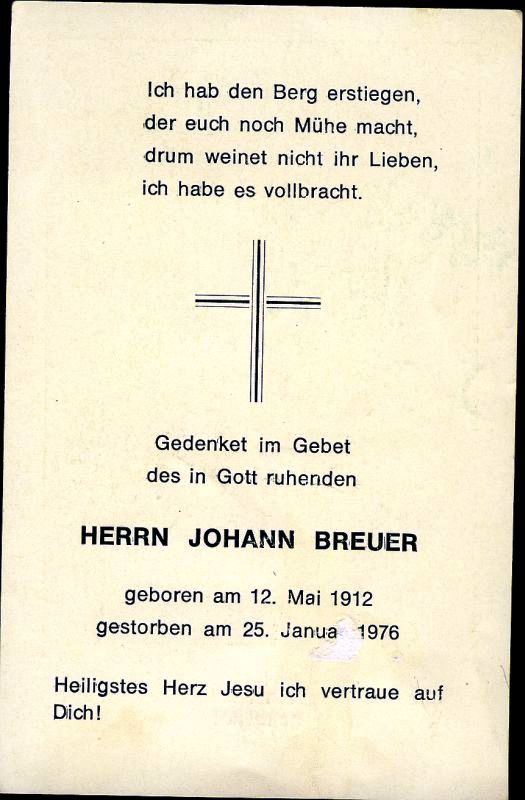 Ich hab den Berg erstiegen,
der euch noch Mühe macht,
drum weinet nicht ihr Lieben,
ich habe es vollbracht.
Gedenket im Gebet
des in Gott ruhenden
HERRN JOHANN BREUER
geboren am 12. Mai 1912
gestorben am 25. Janua 1976
Heiligstes Herz Jesu ich vertraue auf
Dich!